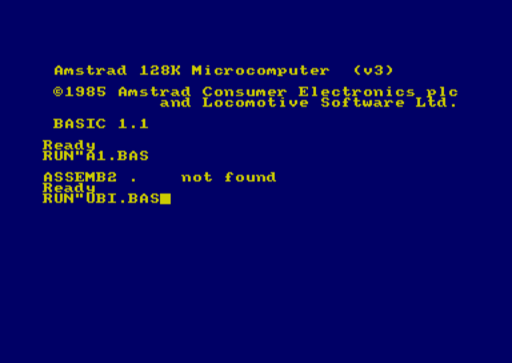 Amstrad 128K Microcomputer  (v3)
©1985 Amstrad Consumer Electronics plc
and Locomotive Software Ltd.
BASIC 1.1
Ready
RUN"A1.BAS
ASSEMB2 .    not found
Ready
RUN"UBI.BAS